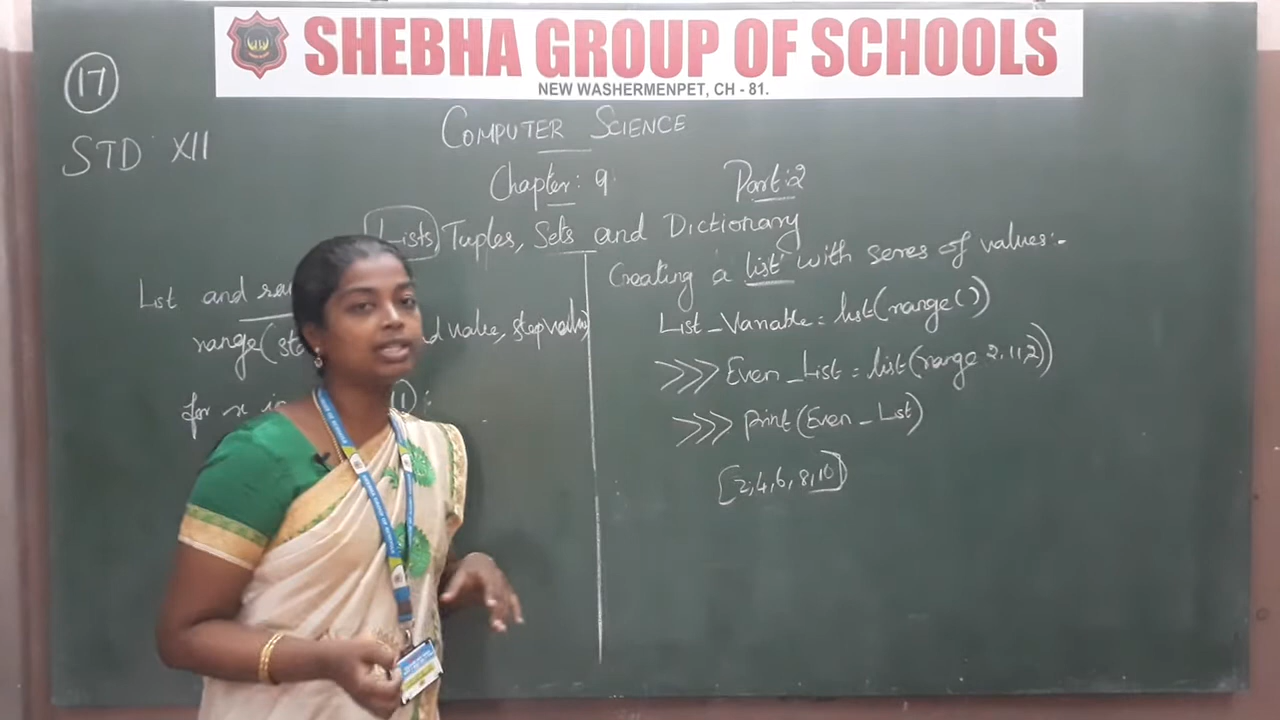 SHEBHA GROUP OF SCHOOLS
NEW WASHERMENPET, CH - 81.
17
STD XII
COMPUTER SCIENCE
Chapter: 9. Part:2
Lists, Tuples, Sets and Dictionary
List and
range( d value, step value)
for x in 1):
Creating a list with series of values:-
List_Variable = list(range())
>>> Even_List = list(range 2,11,2))
>>> print(Even_List)
[2,4,6,8,10]